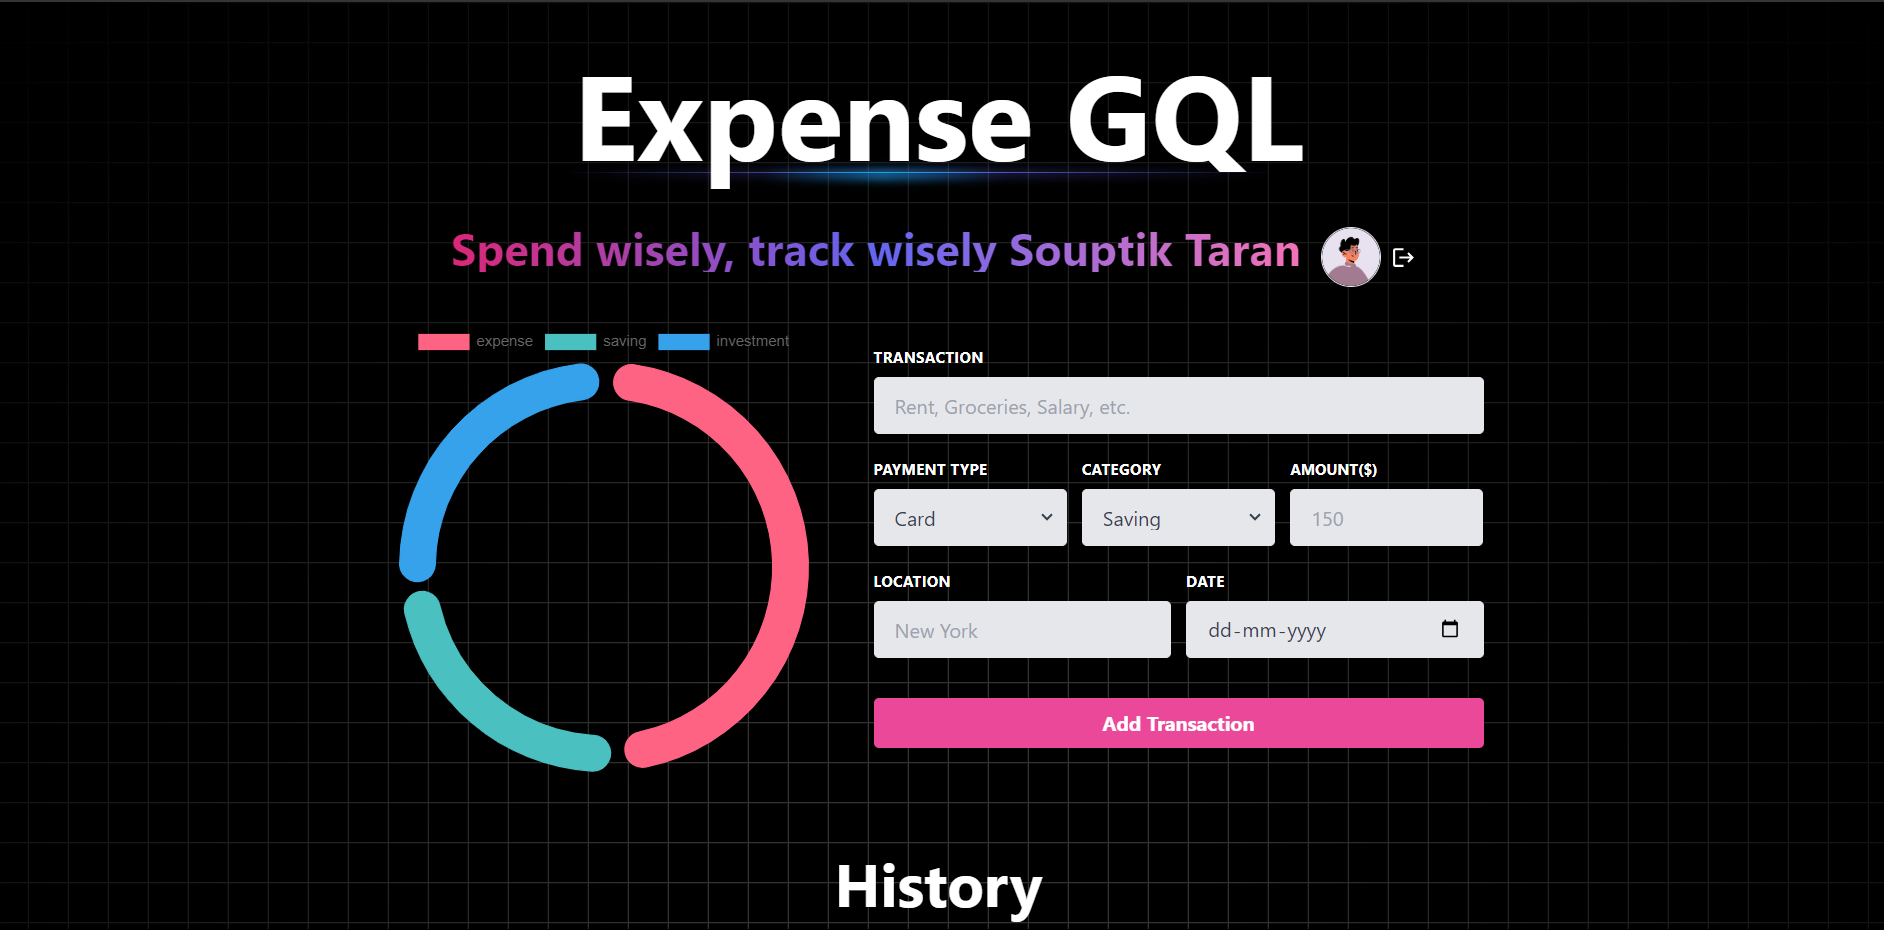 Expense GQL
Spend wisely, track wisely Souptik Taran
expense saving investment
TRANSACTION
Rent, Groceries, Salary, etc.
PAYMENT TYPE CATEGORY AMOUNT($)
Card Saving 150
LOCATION DATE
New York dd-mm-yyyy
Add Transaction
History